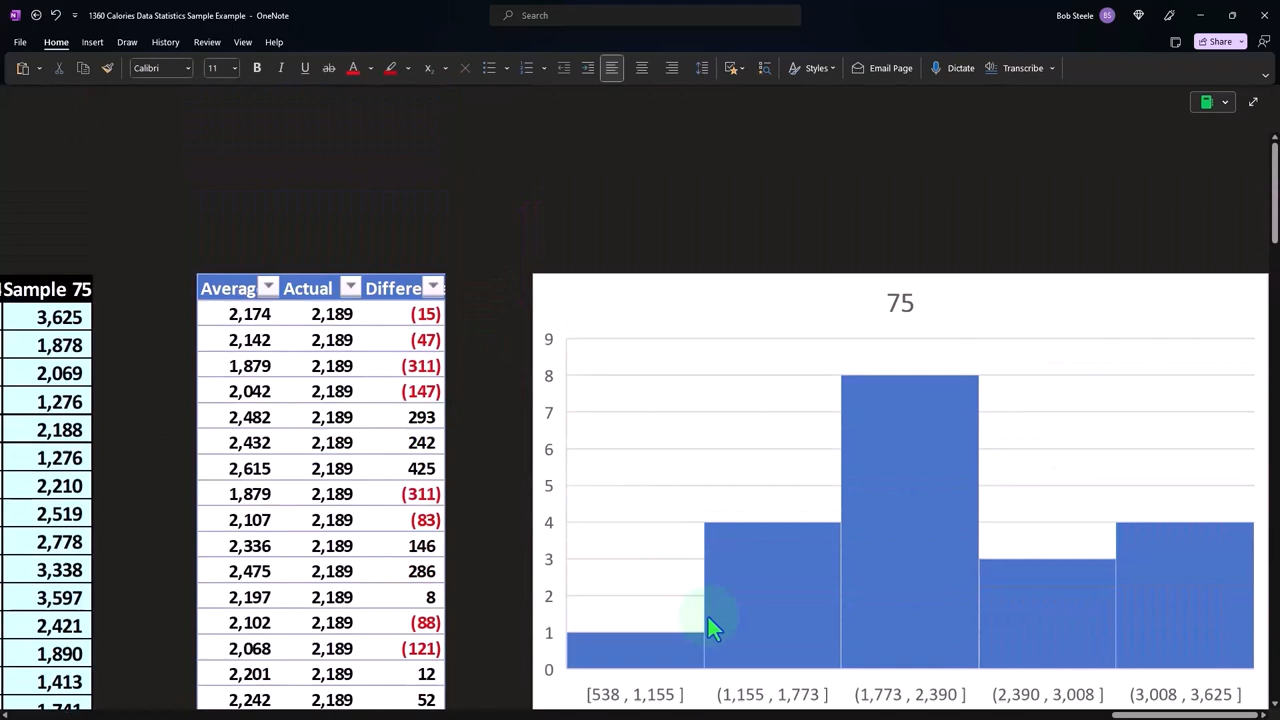 1360 Calories Data Statistics Sample Example - OneNote
Search
Bob Steele
BS
File Home Insert Draw History Review View Help
Share
Calibri 11 B I U ab A Styles Email Page Dictate Transcribe
Sample 75
3,625
1,878
2,069
1,276
2,188
1,276
2,210
2,519
2,778
3,338
3,597
2,421
1,890
1,413
1,741
Averag Actual Differe
2,174 2,189 (15)
2,142 2,189 (47)
1,879 2,189 (311)
2,042 2,189 (147)
2,482 2,189 293
2,432 2,189 242
2,615 2,189 425
1,879 2,189 (311)
2,107 2,189 (83)
2,336 2,189 146
2,475 2,189 286
2,197 2,189 8
2,102 2,189 (88)
2,068 2,189 (121)
2,201 2,189 12
2,242 2,189 52
75
9
8
7
6
5
4
3
2
1
0
[538 , 1,155 ] (1,155 , 1,773 ] (1,773 , 2,390 ] (2,390 , 3,008 ] (3,008 , 3,625 ]